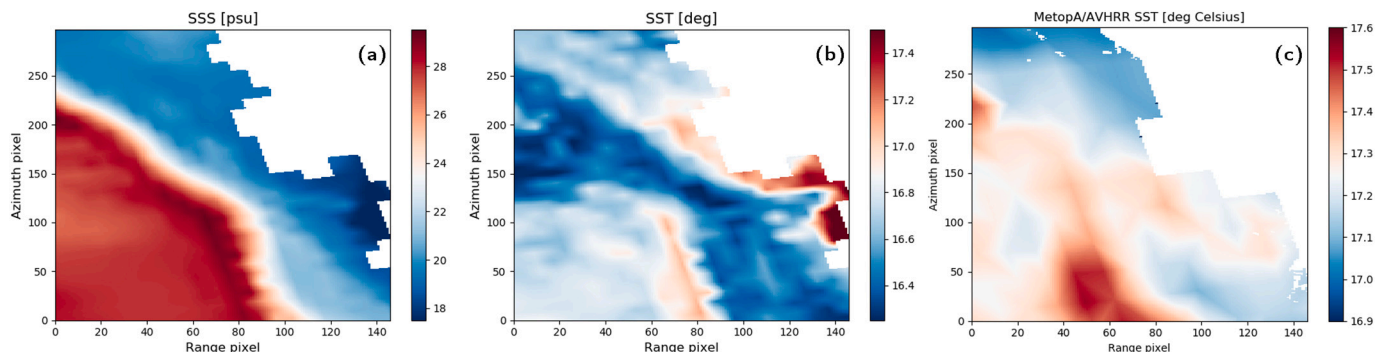 SSS [psu]
(a)
Azimuth pixel
250
200
150
100
50
0
0 20 40 60 80 100 120 140
Range pixel
28
26
24
22
20
18
SST [deg]
(b)
Azimuth pixel
250
200
150
100
50
0
0 20 40 60 80 100 120 140
Range pixel
17.4
17.2
17.0
16.8
16.6
16.4
MetopA/AVHRR SST [deg Celsius]
(c)
Azimuth pixel
250
200
150
100
50
0
0 20 40 60 80 100 120 140
Range pixel
17.6
17.5
17.4
17.3
17.2
17.1
17.0
16.9